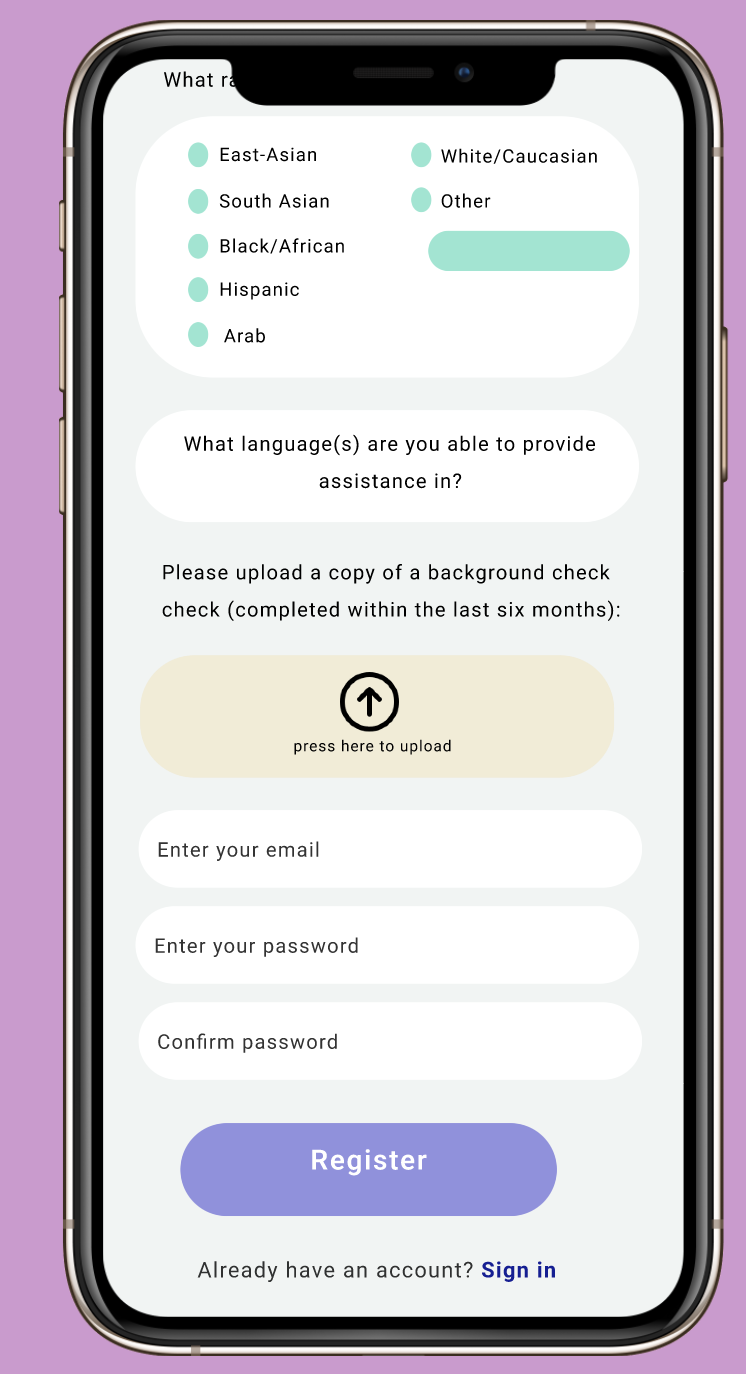 What
East-Asian
White/Caucasian
South Asian
Other
Black/African
Hispanic
Arab
What language(s) are you able to provide
assistance in?
Please upload a copy of a background check
check (completed within the last six months):
press here to upload
Enter your email
Enter your password
Confirm password
Register
Already have an account? Sign in